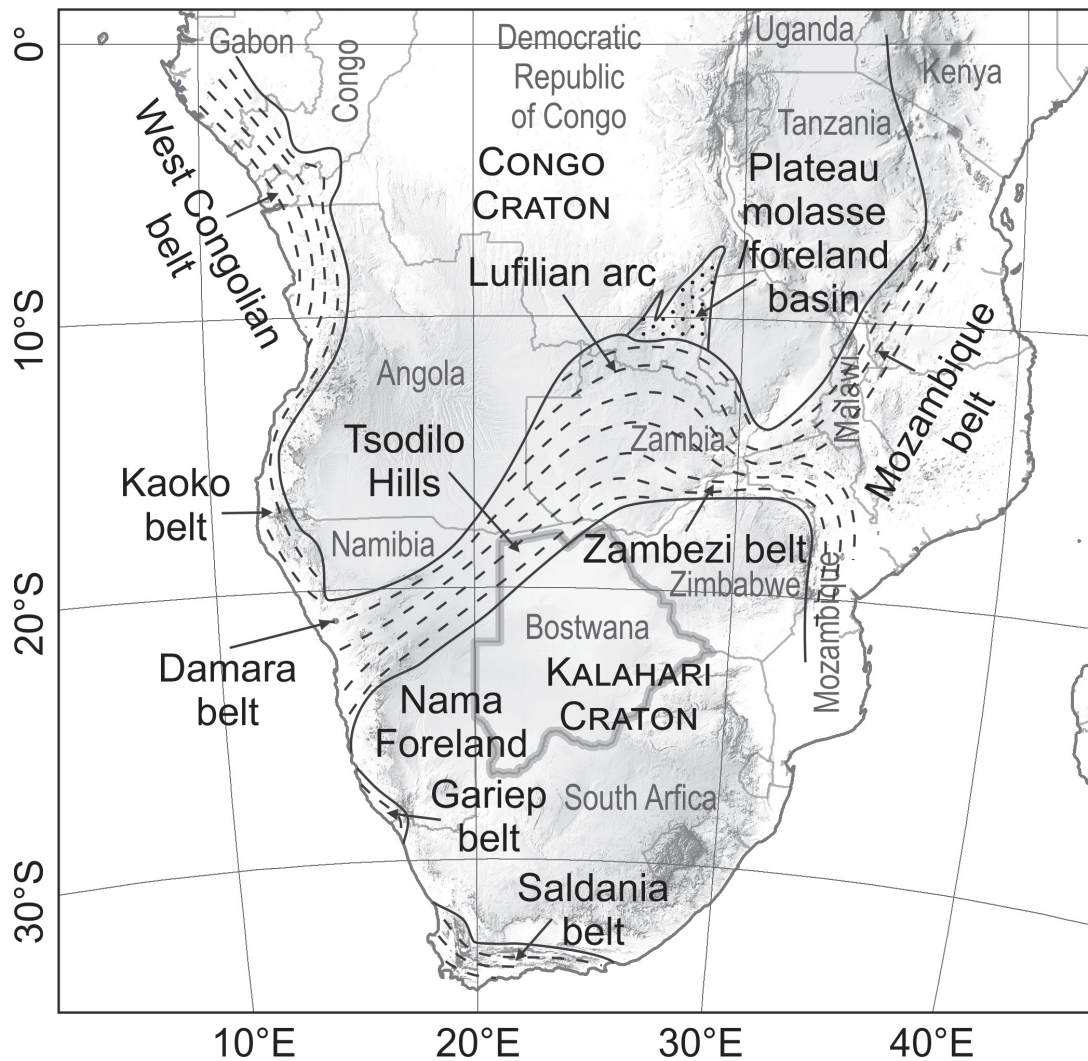 0°
10°S
20°S
30°S
10°E
20°E
30°E
40°E
Gabon
Congo
Democratic
Republic
of Congo
Uganda
Kenya
Tanzania
West Congolian
belt
CONGO
CRATON
Plateau
molasse
/foreland
basin
Lufilian arc
Angola
Zambia
Malawi
Mozambique
belt
Tsodilo
Hills
Kaoko
belt
Namibia
Zambezi belt
Zimbabwe
Mozambique
Damara
belt
Bostwana
KALAHARI
CRATON
Nama
Foreland
Gariep
belt
South Arfica
Saldania
belt